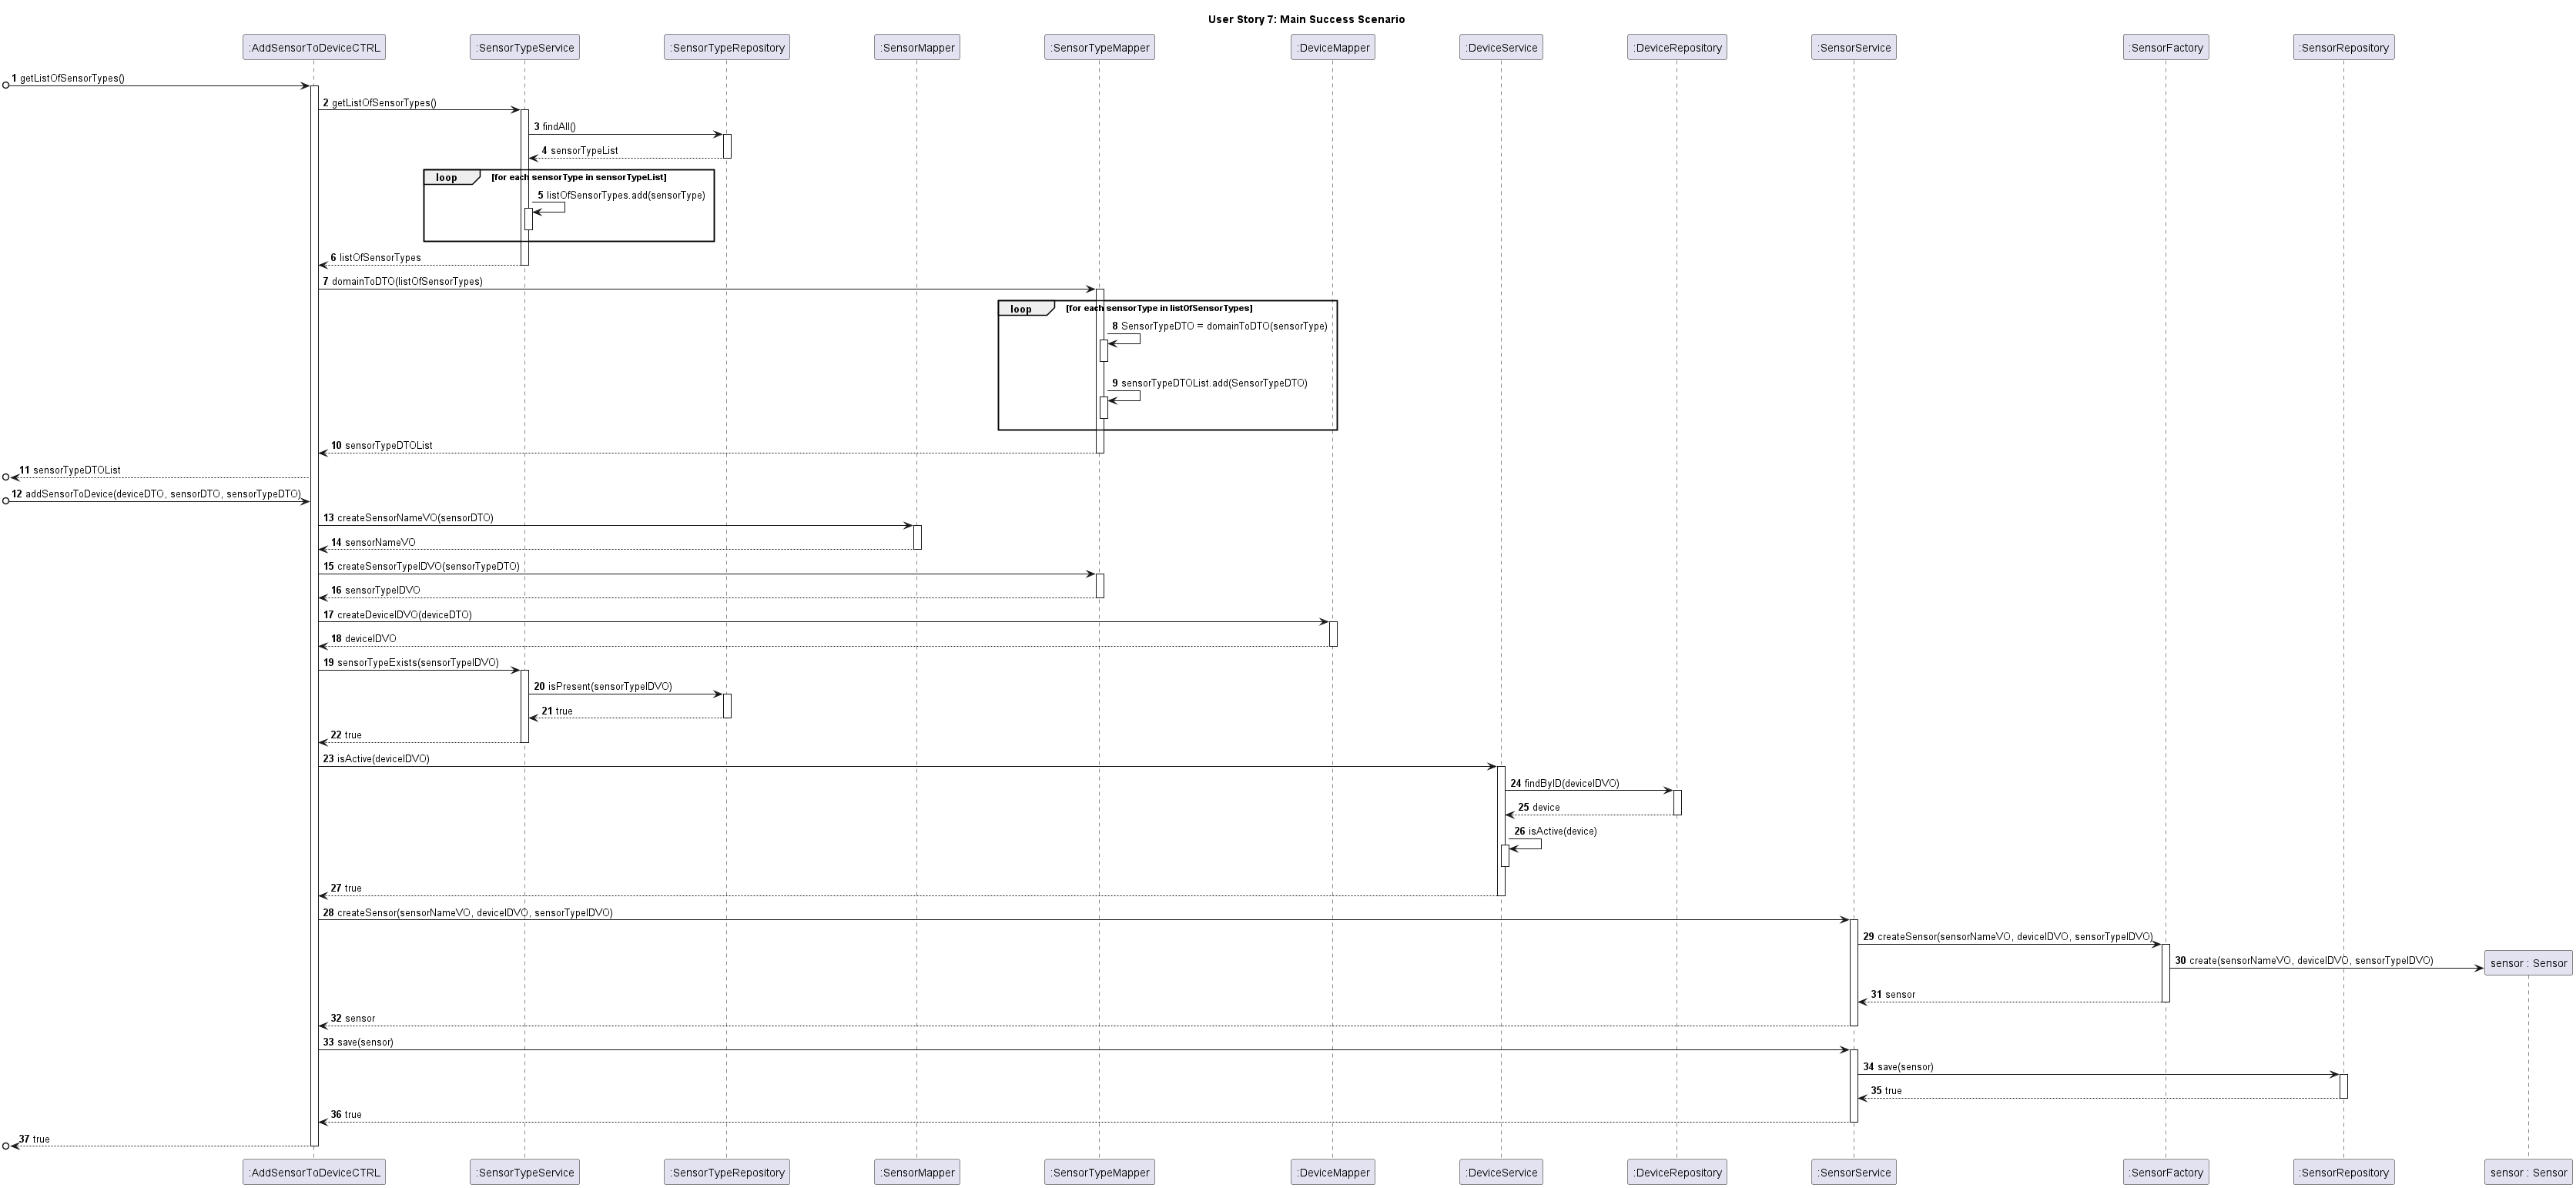 User Story 7: Main Success Scenario
:AddSensorToDeviceCTRL
:SensorTypeService
:SensorTypeRepository
:SensorMapper
:SensorTypeMapper
:DeviceMapper
:DeviceService
:DeviceRepository
:SensorService
:SensorFactory
:SensorRepository
1 getListOfSensorTypes()
2 getListOfSensorTypes()
3 findAll()
4 sensorTypeList
loop [for each sensorType in sensorTypeList]
5 listOfSensorTypes.add(sensorType)
6 listOfSensorTypes
7 domainToDTO(listOfSensorTypes)
loop [for each sensorType in listOfSensorTypes]
8 SensorTypeDTO = domainToDTO(sensorType)
9 sensorTypeDTOList.add(SensorTypeDTO)
10 sensorTypeDTOList
11 sensorTypeDTOList
12 addSensorToDevice(deviceDTO, sensorDTO, sensorTypeDTO)
13 createSensorNameVO(sensorDTO)
14 sensorNameVO
15 createSensorTypeIDVO(sensorTypeDTO)
16 sensorTypeIDVO
17 createDeviceIDVO(deviceDTO)
18 deviceIDVO
19 sensorTypeExists(sensorTypeIDVO)
20 isPresent(sensorTypeIDVO)
21 true
22 true
23 isActive(deviceIDVO)
24 findByID(deviceIDVO)
25 device
26 isActive(device)
27 true
28 createSensor(sensorNameVO, deviceIDVO, sensorTypeIDVO)
29 createSensor(sensorNameVO, deviceIDVO, sensorTypeIDVO)
30 create(sensorNameVO, deviceIDVO, sensorTypeIDVO)
sensor : Sensor
31 sensor
32 sensor
33 save(sensor)
34 save(sensor)
35 true
36 true
37 true
:AddSensorToDeviceCTRL
:SensorTypeService
:SensorTypeRepository
:SensorMapper
:SensorTypeMapper
:DeviceMapper
:DeviceService
:DeviceRepository
:SensorService
:SensorFactory
:SensorRepository
sensor : Sensor